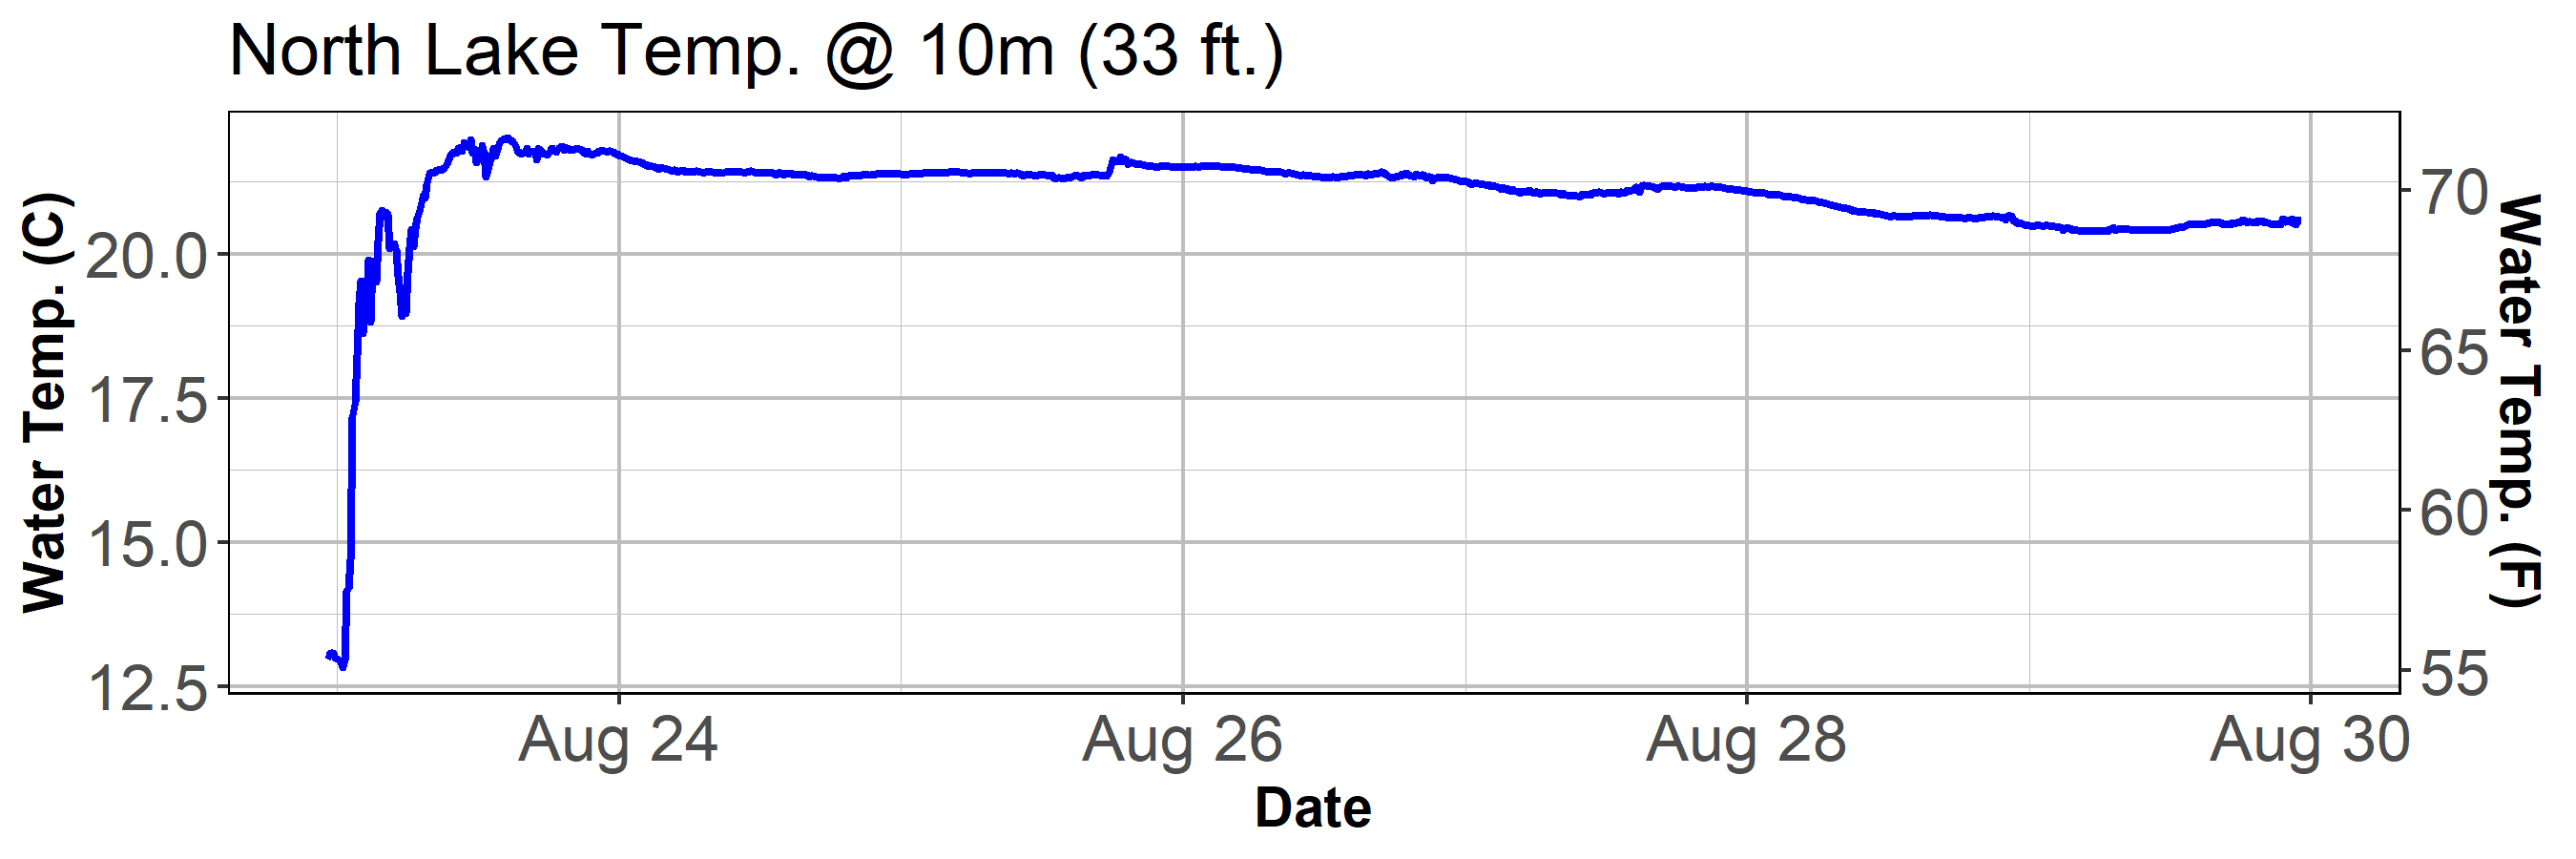 North Lake Temp. @ 10m (33 ft.)
Water Temp. (C)
20.0
17.5
15.0
12.5
70
65
60
55
Water Temp. (F)
Aug 24
Aug 26
Aug 28
Aug 30
Date